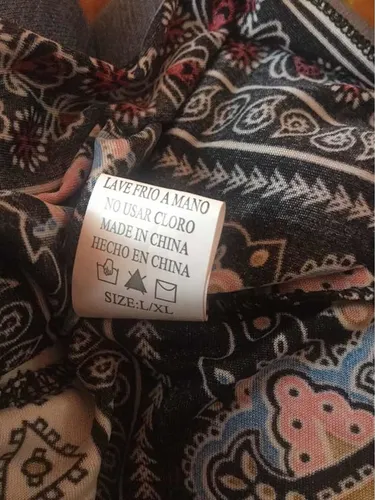 LAVE FRIO A MANO
NO USAR CLORO
MADE IN CHINA
HECHO EN CHINA
SIZE:L/XL